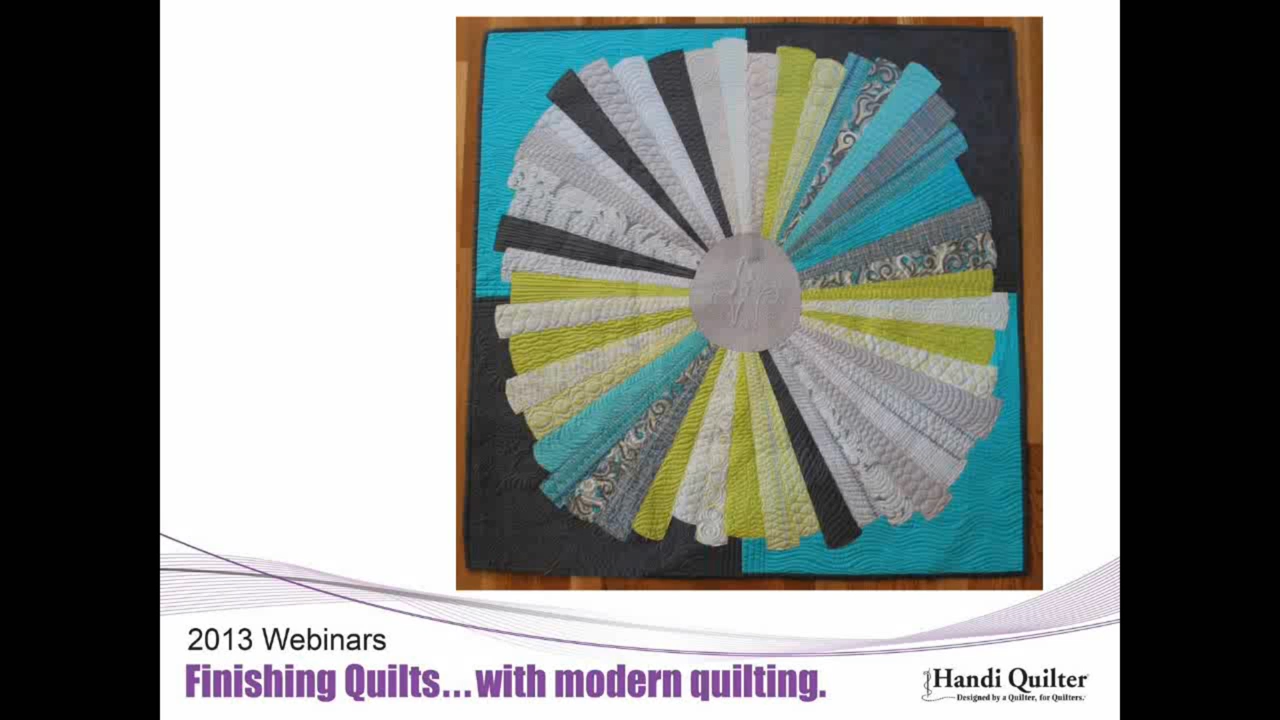 2013 Webinars
Finishing Quilts...with modern quilting.
Handi Quilter
Designed by a Quilter, for Quilters.